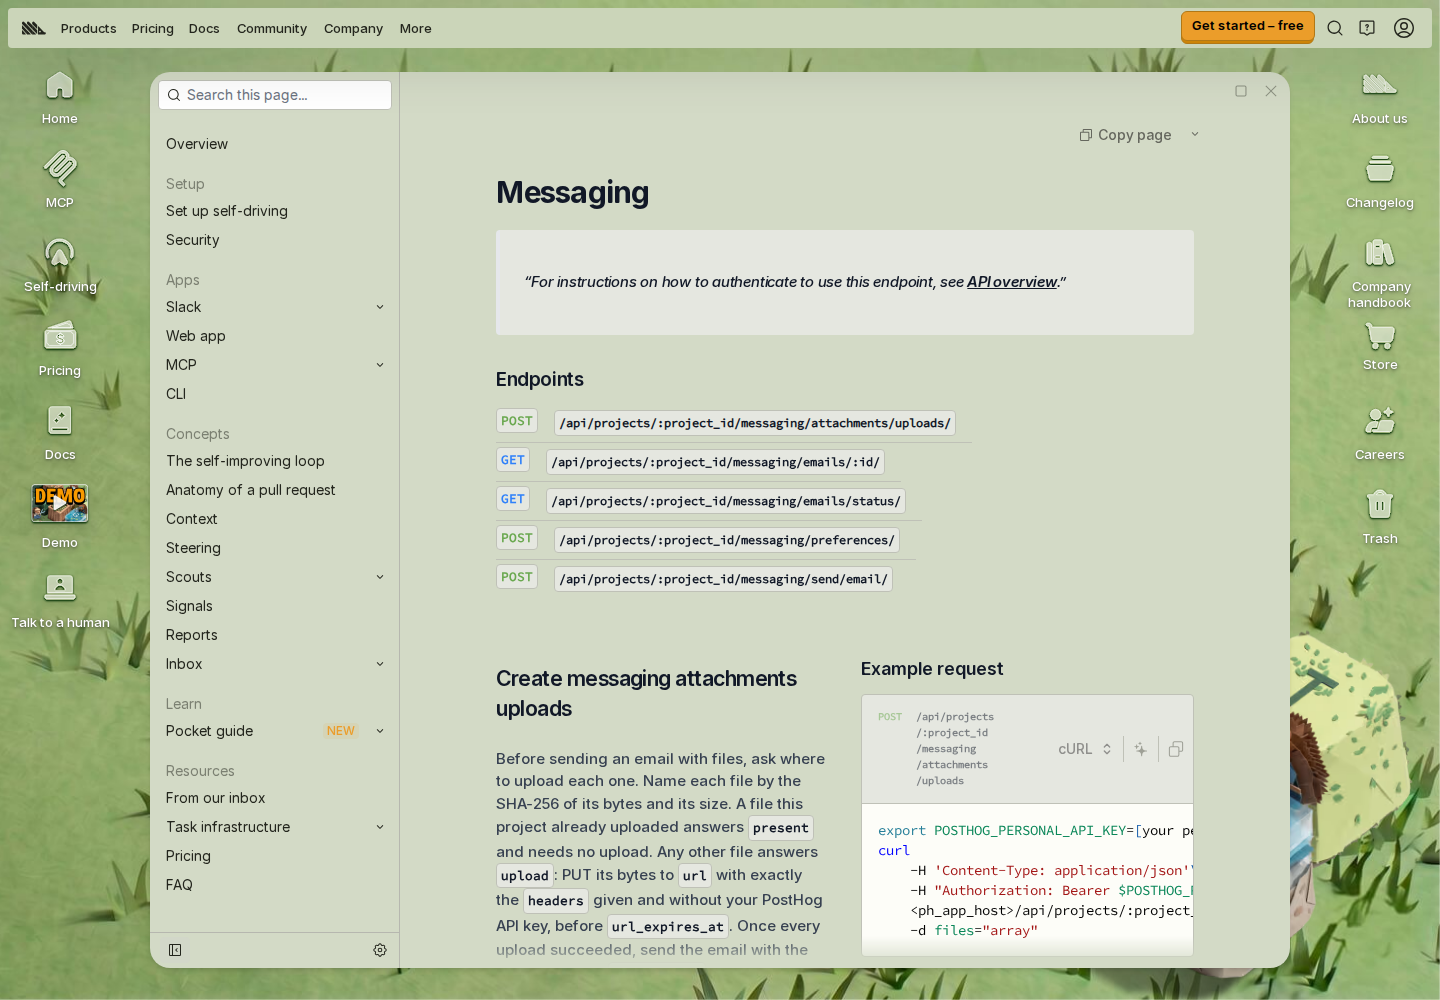 Products Pricing Docs Community Company More
Get started – free
Home
MCP
Self-driving
Pricing
Docs
DEMO
Demo
Talk to a human
Search this page...
Overview
Setup
Set up self-driving
Security
Apps
Slack
Web app
MCP
CLI
Concepts
The self-improving loop
Anatomy of a pull request
Context
Steering
Scouts
Signals
Reports
Inbox
Learn
Pocket guide NEW
Resources
From our inbox
Task infrastructure
Pricing
FAQ
Copy page
Messaging
“For instructions on how to authenticate to use this endpoint, see API overview.”
Endpoints
POST /api/projects/:project_id/messaging/attachments/uploads/
GET /api/projects/:project_id/messaging/emails/:id/
GET /api/projects/:project_id/messaging/emails/status/
POST /api/projects/:project_id/messaging/preferences/
POST /api/projects/:project_id/messaging/send/email/
Create messaging attachments
uploads
Before sending an email with files, ask where
to upload each one. Name each file by the
SHA-256 of its bytes and its size. A file this
project already uploaded answers present
and needs no upload. Any other file answers
upload: PUT its bytes to url with exactly
the headers given and without your PostHog
API key, before url_expires_at. Once every
upload succeeded, send the email with the
Example request
POST /api/projects
/:project_id
/messaging
/attachments
/uploads
cURL
export POSTHOG_PERSONAL_API_KEY=[your pe
curl
-H 'Content-Type: application/json'\
-H "Authorization: Bearer $POSTHOG_P
<ph_app_host>/api/projects/:project_
-d files="array"
About us
Changelog
Company
handbook
Store
Careers
Trash